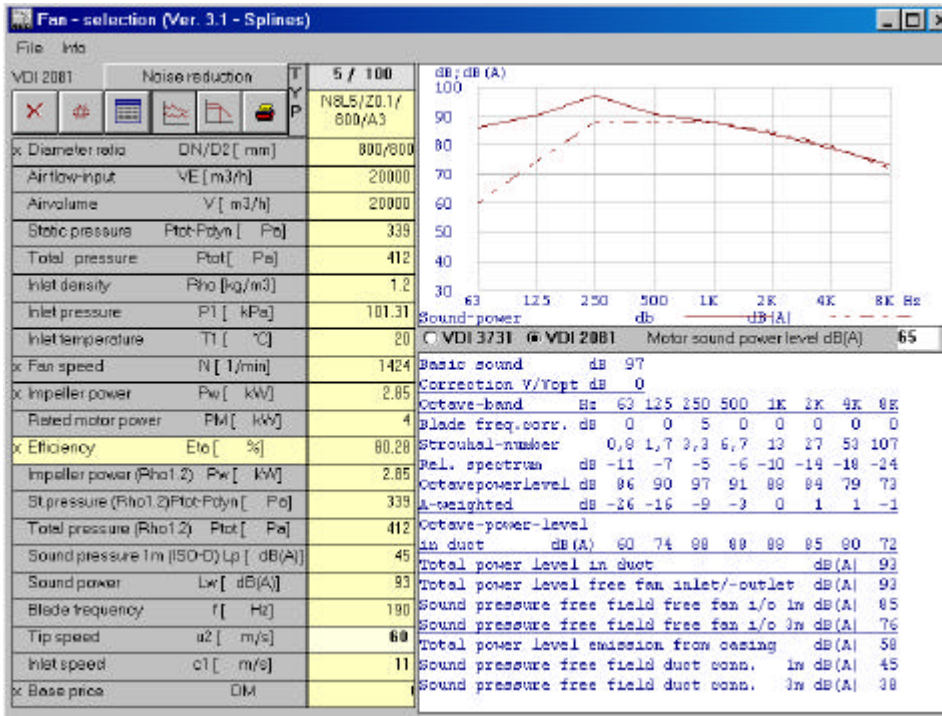 Fan - selection (Ver. 3.1 - Splines)
File Info
VDI 2081 Noise reduction TYP 5 / 100
N8L5/Z0.1/
800/A3
x Diameter ratio DN/D2 [ mm] 800/800
Airflow-input VE [m3/h] 20000
Airvolume V [ m3/h] 20000
Static pressure Ptot-Pdyn [ Pa] 339
Total pressure Ptot [ Pa] 412
Inlet density Rho [kg/m3] 1.2
Inlet pressure P1 [ kPa] 101.31
Inlet temperature T1 [ °C] 20
x Fan speed N [ 1/min] 1424
x Impeller power Pw [ kW] 2.85
Rated motor power PM [ kW] 4
x Efficiency Eta [ %] 80.28
Impeller power (Rho1.2) Pw [ kW] 2.85
St.pressure (Rho1.2)Ptot-Pdyn [ Pa] 339
Total pressure (Rho1.2) Ptot [ Pa] 412
Sound pressure 1m (ISO-D) Lp [ dB(A)] 45
Sound power Lw [ dB(A)] 93
Blade frequency f [ Hz] 190
Tip speed u2 [ m/s] 60
Inlet speed c1 [ m/s] 11
x Base price DM
dB;dB(A)
100
90
80
70
60
50
40
30
63 125 250 500 1K 2K 4K 8K Hz
Sound-power db dB(A)
VDI 3731 VDI 2081 Motor sound power level dB(A) 65
Basic sound dB 97
Correction V/Vopt dB 0
Octave-band Hz 63 125 250 500 1K 2K 4K 8K
Blade freq.corr. dB 0 0 5 0 0 0 0 0
Strouhal-number 0,8 1,7 3,3 6,7 13 27 53 107
Rel. spectrum dB -11 -7 -5 -6 -10 -14 -18 -24
Octavepowerlevel dB 86 90 97 91 88 84 79 73
A-weighted dB -26 -16 -9 -3 0 1 1 -1
Octave-power-level
in duct dB(A) 60 74 88 88 88 85 80 72
Total power level in duct dB(A) 93
Total power level free fan inlet/-outlet dB(A) 93
Sound pressure free field free fan i/o 1m dB(A) 85
Sound pressure free field free fan i/o 3m dB(A) 76
Total power level emission from casing dB(A) 58
Sound pressure free field duct conn. 1m dB(A) 45
Sound pressure free field duct conn. 3m dB(A) 38